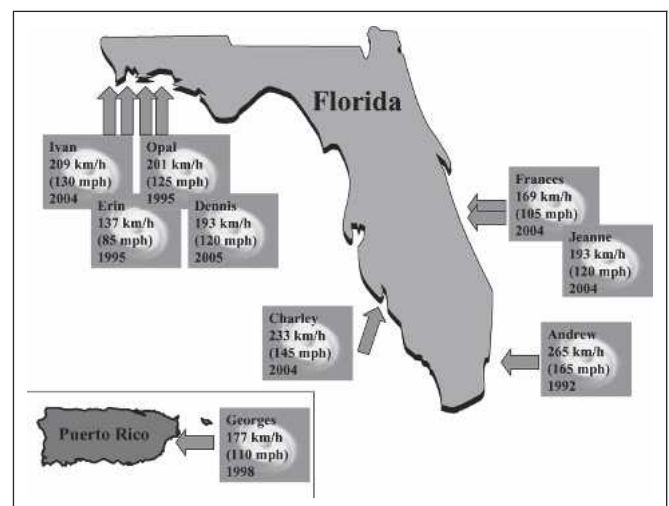 Florida
Ivan
209 km/h
(130 mph)
2004
Opal
201 km/h
(125 mph)
1995
Erin
137 km/h
(85 mph)
1995
Dennis
193 km/h
(120 mph)
2005
Frances
169 km/h
(105 mph)
2004
Jeanne
193 km/h
(120 mph)
2004
Charley
233 km/h
(145 mph)
2004
Andrew
265 km/h
(165 mph)
1992
Puerto Rico
Georges
177 km/h
(110 mph)
1998